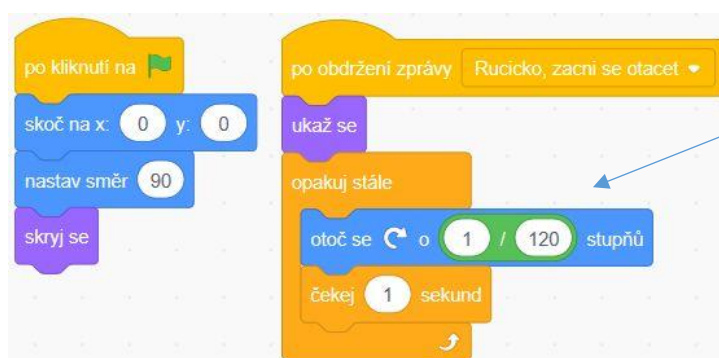 po kliknutí na
skoč na x: 0 y: 0
nastav směr 90
skryj se
po obdržení zprávy Rucicko, zacni se otacet
ukaž se
opakuj stále
otoč se o 1 / 120 stupňů
čekej 1 sekund